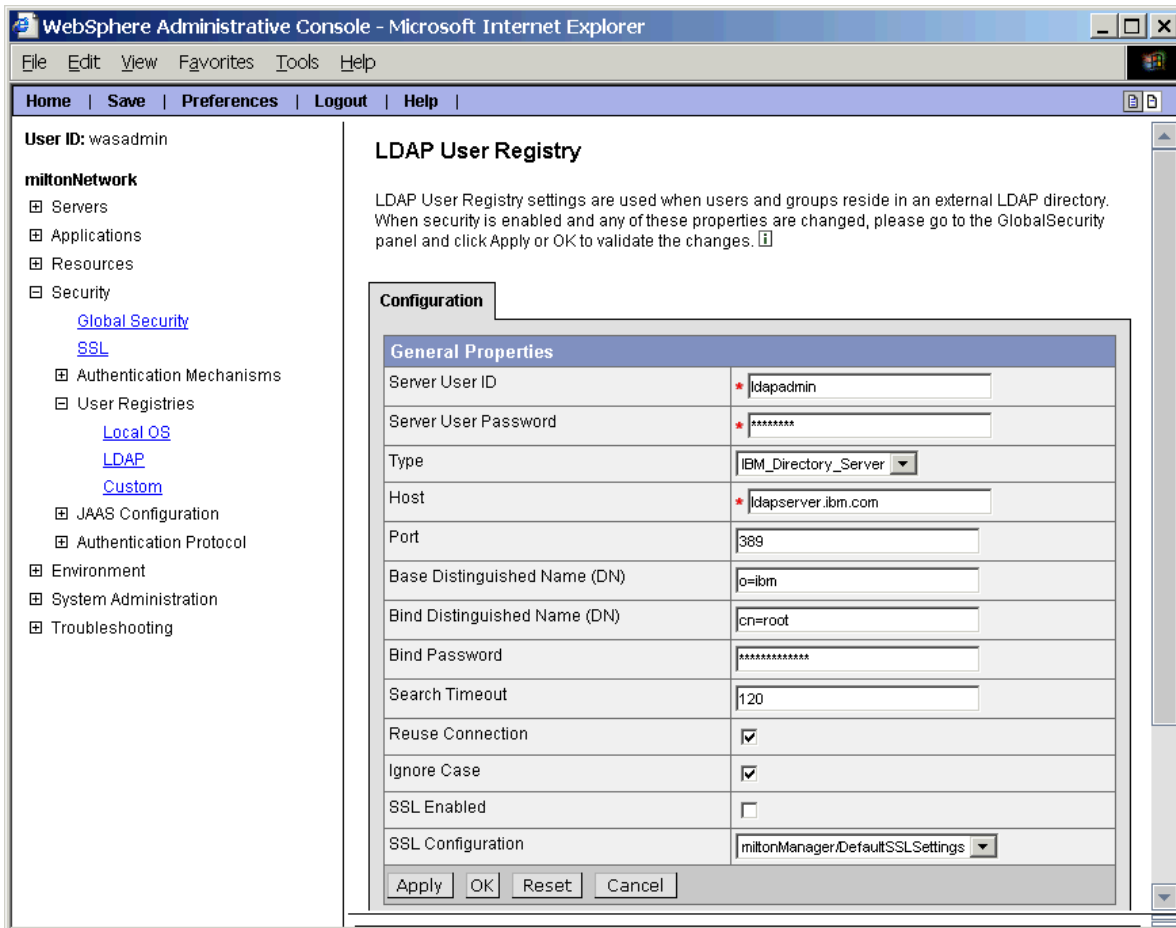 WebSphere Administrative Console - Microsoft Internet Explorer
File Edit View Favorites Tools Help
Home | Save | Preferences | Logout | Help |
User ID: wasadmin
miltonNetwork
Servers
Applications
Resources
Security
Global Security
SSL
Authentication Mechanisms
User Registries
Local OS
LDAP
Custom
JAAS Configuration
Authentication Protocol
Environment
System Administration
Troubleshooting
LDAP User Registry
LDAP User Registry settings are used when users and groups reside in an external LDAP directory.
When security is enabled and any of these properties are changed, please go to the GlobalSecurity
panel and click Apply or OK to validate the changes. i
Configuration
General Properties
Server User ID * ldapadmin
Server User Password * ********
Type IBM_Directory_Server
Host * ldapserver.ibm.com
Port 389
Base Distinguished Name (DN) o=ibm
Bind Distinguished Name (DN) cn=root
Bind Password *************
Search Timeout 120
Reuse Connection
Ignore Case
SSL Enabled
SSL Configuration miltonManager/DefaultSSLSettings
Apply OK Reset Cancel